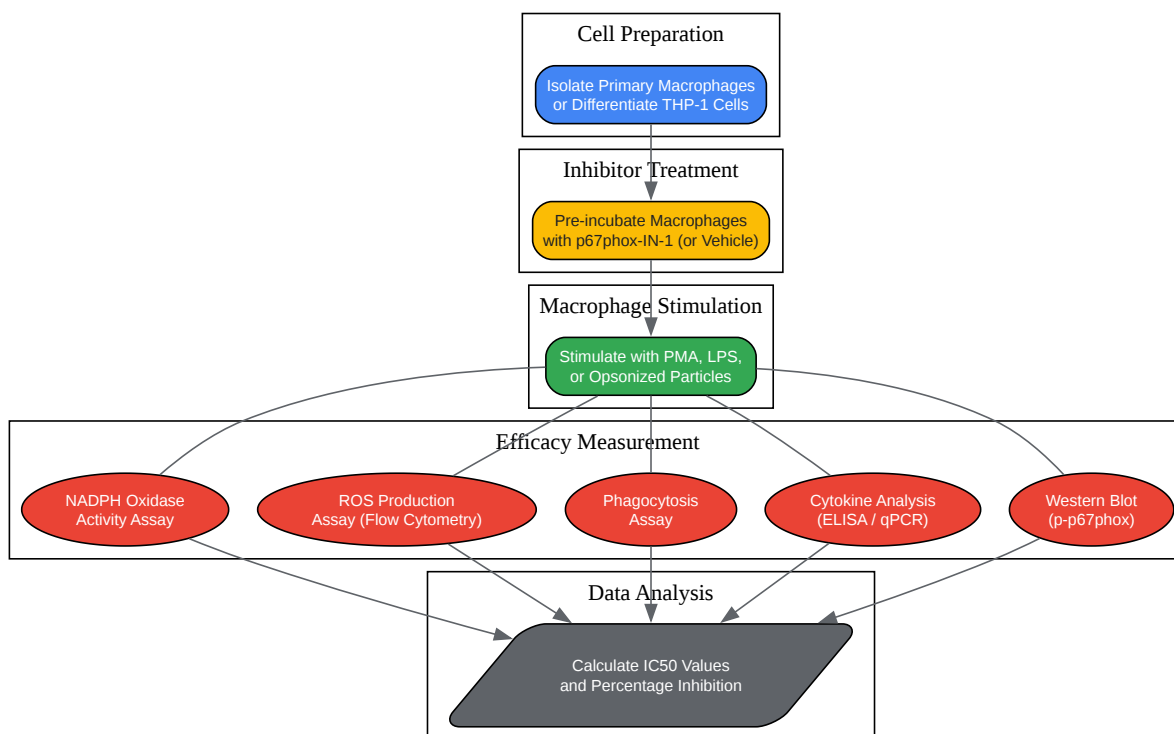 Cell Preparation
Isolate Primary Macrophages
or Differentiate THP-1 Cells
Inhibitor Treatment
Pre-incubate Macrophages
with p67phox-IN-1 (or Vehicle)
Macrophage Stimulation
Stimulate with PMA, LPS,
or Opsonized Particles
Efficacy Measurement
NADPH Oxidase
Activity Assay
ROS Production
Assay (Flow Cytometry)
Phagocytosis
Assay
Cytokine Analysis
(ELISA / qPCR)
Western Blot
(p-p67phox)
Data Analysis
Calculate IC50 Values
and Percentage Inhibition